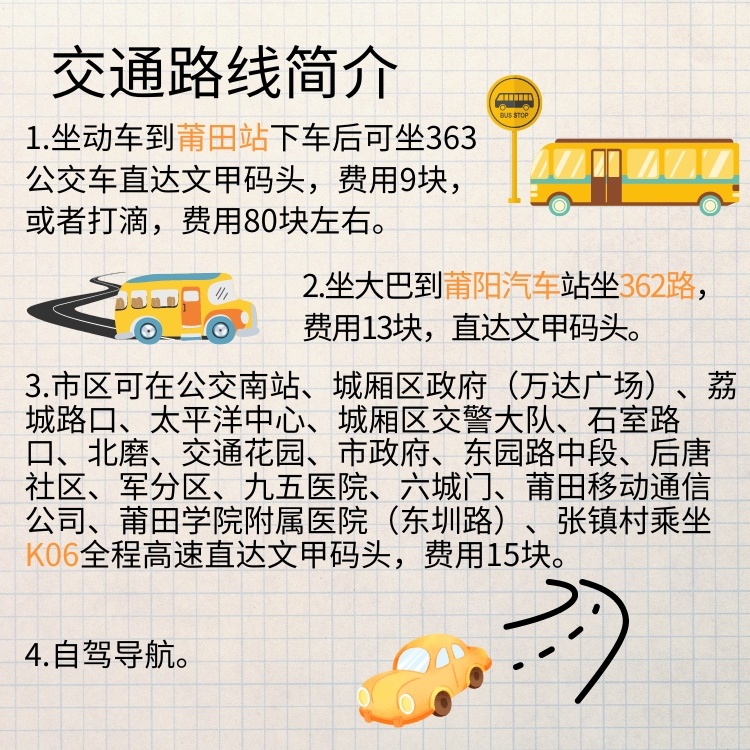 交通路线简介
BUS STOP
1.坐动车到莆田站下车后可坐363
公交车直达文甲码头，费用9块，
或者打滴，费用80块左右。
2.坐大巴到莆阳汽车站坐362路，
费用13块，直达文甲码头。
3.市区可在公交南站、城厢区政府（万达广场）、荔
城路口、太平洋中心、城厢区交警大队、石室路
口、北磨、交通花园、市政府、东园路中段、后唐
社区、军分区、九五医院、六城门、莆田移动通信
公司、莆田学院附属医院（东圳路）、张镇村乘坐
K06全程高速直达文甲码头，费用15块。
4.自驾导航。